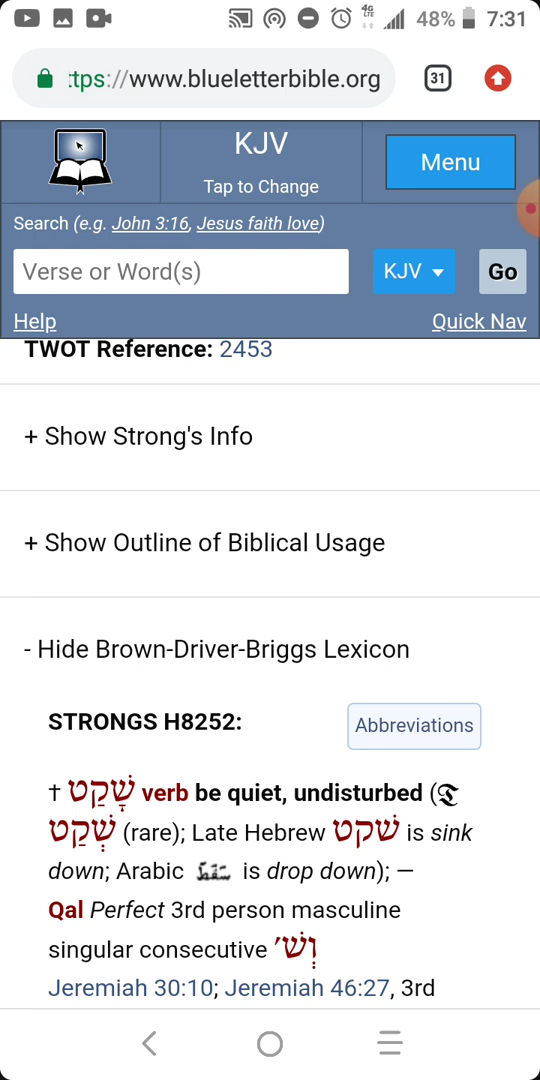 48% 7:31
ttps://www.blueletterbible.org 31
KJV
Tap to Change
Menu
Search (e.g. John 3:16, Jesus faith love)
Verse or Word(s) KJV Go
Help Quick Nav
TWOT Reference: 2453
+ Show Strong's Info
+ Show Outline of Biblical Usage
- Hide Brown-Driver-Briggs Lexicon
STRONGS H8252: Abbreviations
† שָׁקַט verb be quiet, undisturbed (𝕿
שְׁקַט (rare); Late Hebrew שׁקט is sink
down; Arabic is drop down); —
Qal Perfect 3rd person masculine
singular consecutive וְשׁ׳
Jeremiah 30:10; Jeremiah 46:27, 3rd